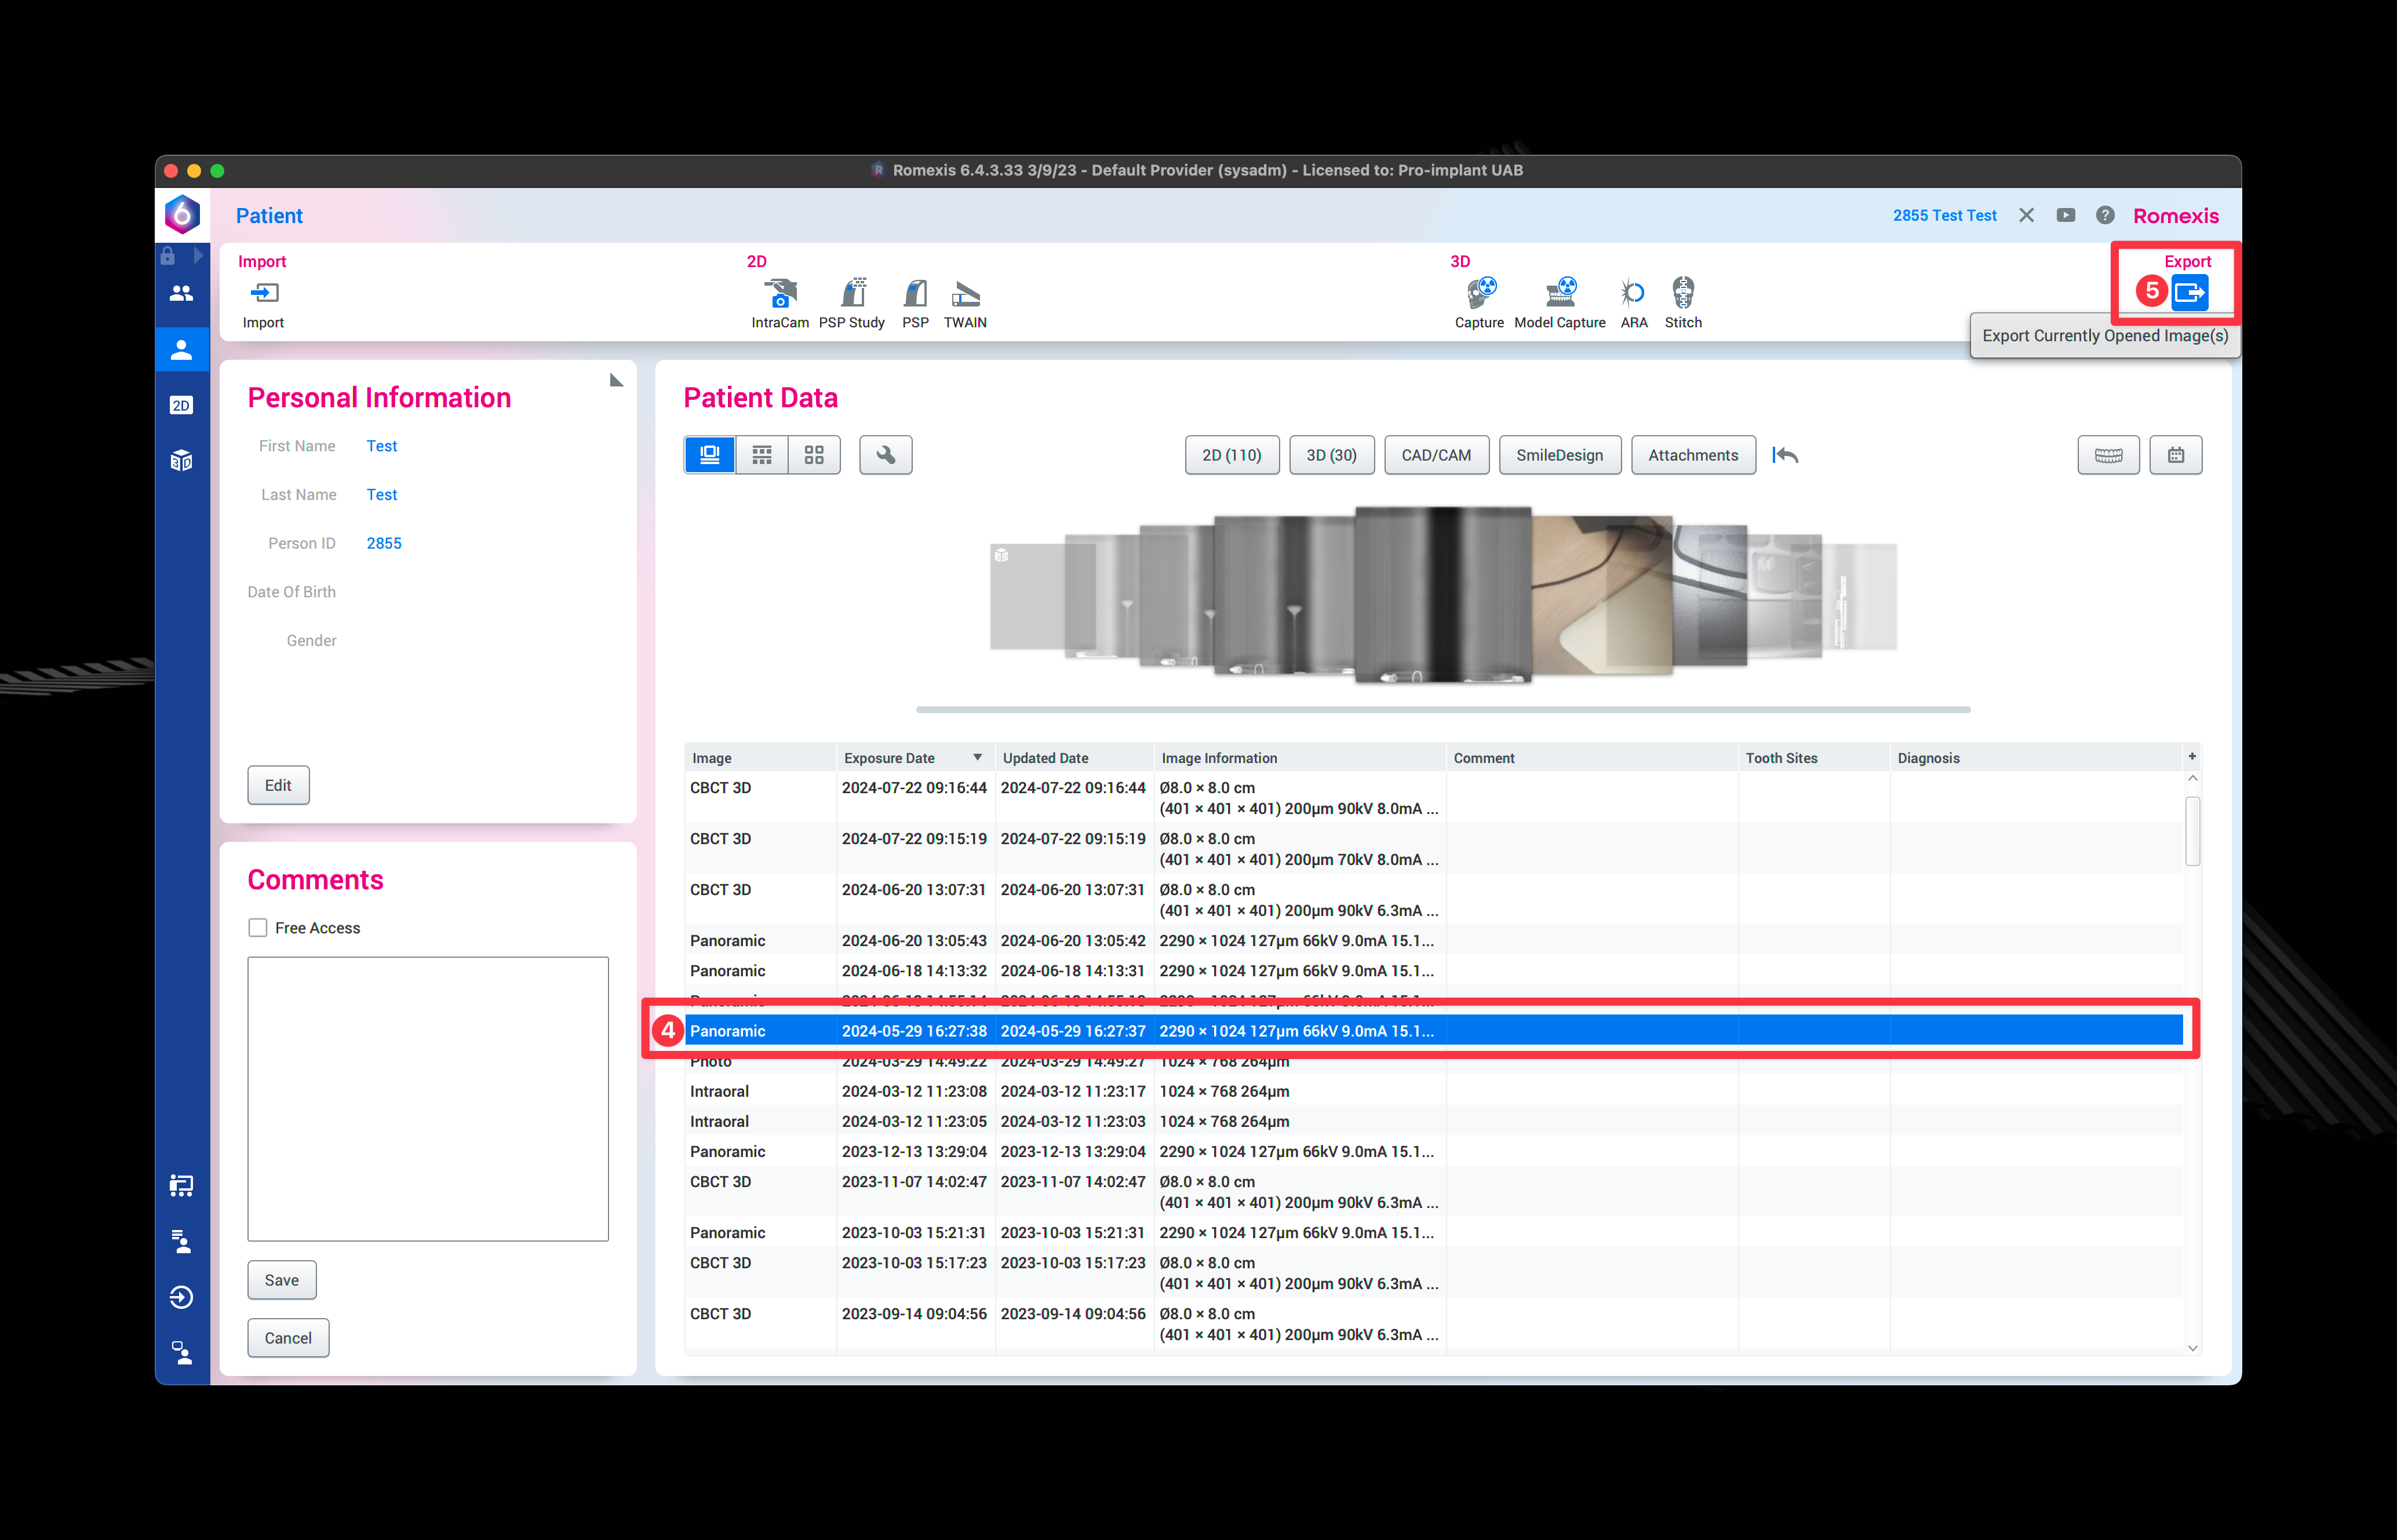 Romexis 6.4.3.33 3/9/23 - Default Provider (sysadm) - Licensed to: Pro-implant UAB
6
Patient
2855 Test Test
?
Romexis
Import
Import
2D
IntraCam
PSP Study
PSP
TWAIN
3D
Capture
Model Capture
ARA
Stitch
Export
5
Export Currently Opened Image(s)
2D
3D
Personal Information
First Name Test
Last Name Test
Person ID 2855
Date Of Birth
Gender
Edit
Comments
Free Access
Save
Cancel
Patient Data
2D (110)
3D (30)
CAD/CAM
SmileDesign
Attachments
3D
M
Image Exposure Date Updated Date Image Information Comment Tooth Sites Diagnosis +
CBCT 3D 2024-07-22 09:16:44 2024-07-22 09:16:44 Ø8.0 × 8.0 cm
(401 × 401 × 401) 200µm 90kV 8.0mA ...
CBCT 3D 2024-07-22 09:15:19 2024-07-22 09:15:19 Ø8.0 × 8.0 cm
(401 × 401 × 401) 200µm 70kV 8.0mA ...
CBCT 3D 2024-06-20 13:07:31 2024-06-20 13:07:31 Ø8.0 × 8.0 cm
(401 × 401 × 401) 200µm 90kV 6.3mA ...
Panoramic 2024-06-20 13:05:43 2024-06-20 13:05:42 2290 × 1024 127µm 66kV 9.0mA 15.1...
Panoramic 2024-06-18 14:13:32 2024-06-18 14:13:31 2290 × 1024 127µm 66kV 9.0mA 15.1...
4
Panoramic 2024-05-29 16:27:38 2024-05-29 16:27:37 2290 × 1024 127µm 66kV 9.0mA 15.1...
Photo 2024-03-29 14:49:22 2024-03-29 14:49:27 1024 × 768 264µm
Intraoral 2024-03-12 11:23:08 2024-03-12 11:23:17 1024 × 768 264µm
Intraoral 2024-03-12 11:23:05 2024-03-12 11:23:03 1024 × 768 264µm
Panoramic 2023-12-13 13:29:04 2023-12-13 13:29:04 2290 × 1024 127µm 66kV 9.0mA 15.1...
CBCT 3D 2023-11-07 14:02:47 2023-11-07 14:02:47 Ø8.0 × 8.0 cm
(401 × 401 × 401) 200µm 90kV 6.3mA ...
Panoramic 2023-10-03 15:21:31 2023-10-03 15:21:31 2290 × 1024 127µm 66kV 9.0mA 15.1...
CBCT 3D 2023-10-03 15:17:23 2023-10-03 15:17:23 Ø8.0 × 8.0 cm
(401 × 401 × 401) 200µm 90kV 6.3mA ...
CBCT 3D 2023-09-14 09:04:56 2023-09-14 09:04:56 Ø8.0 × 8.0 cm
(401 × 401 × 401) 200µm 90kV 6.3mA ...